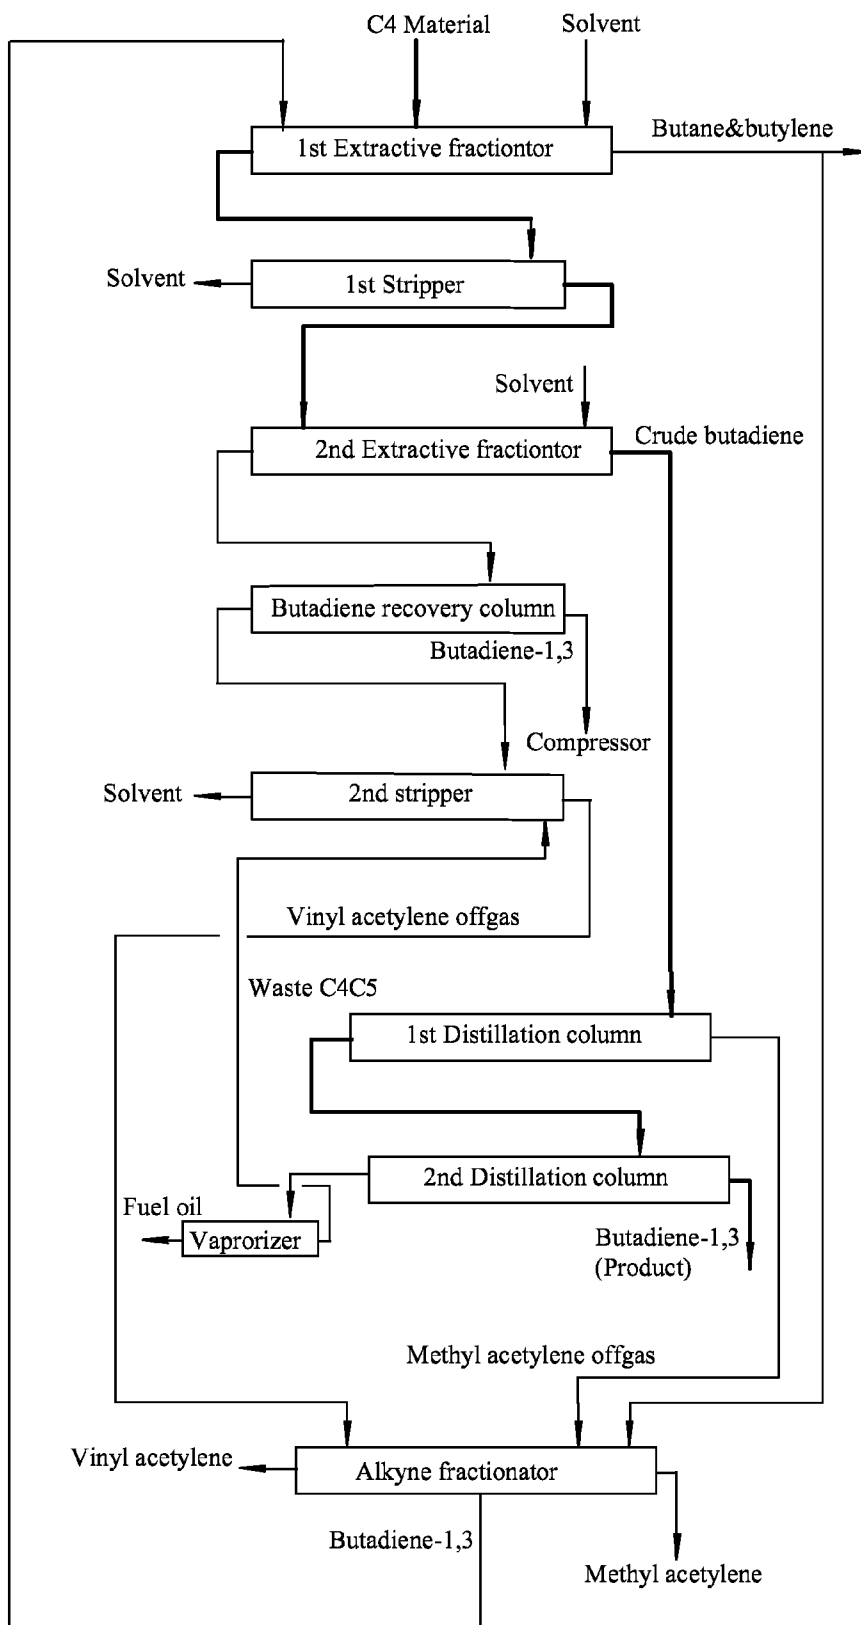 C4 Material
Solvent
Butane&butylene
1st Extractive fractiontor
Solvent
1st Stripper
Solvent
Crude butadiene
2nd Extractive fractiontor
Butadiene recovery column
Butadiene-1,3
Compressor
Solvent
2nd stripper
Vinyl acetylene offgas
Waste C4C5
1st Distillation column
2nd Distillation column
Fuel oil
Vaprorizer
Butadiene-1,3
(Product)
Methyl acetylene offgas
Vinyl acetylene
Alkyne fractionator
Butadiene-1,3
Methyl acetylene